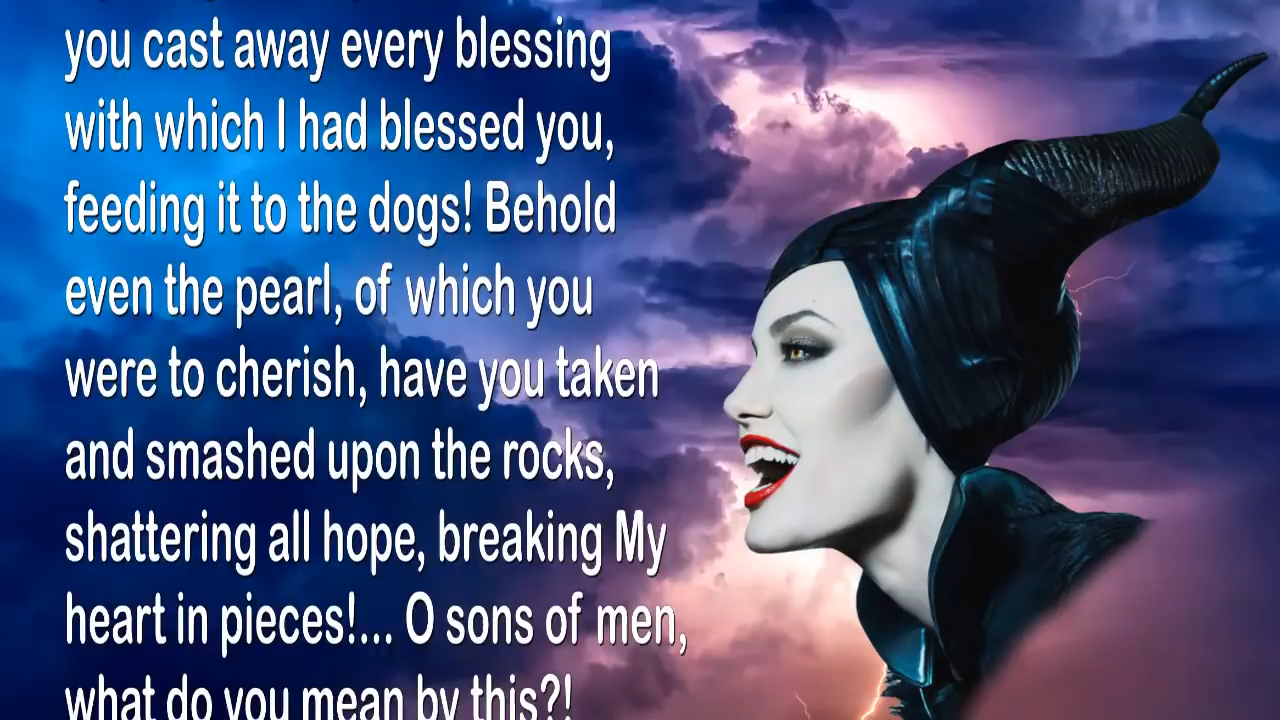 you cast away every blessing
with which I had blessed you,
feeding it to the dogs! Behold
even the pearl, of which you
were to cherish, have you taken
and smashed upon the rocks,
shattering all hope, breaking My
heart in pieces!... O sons of men,
what do you mean by this?!